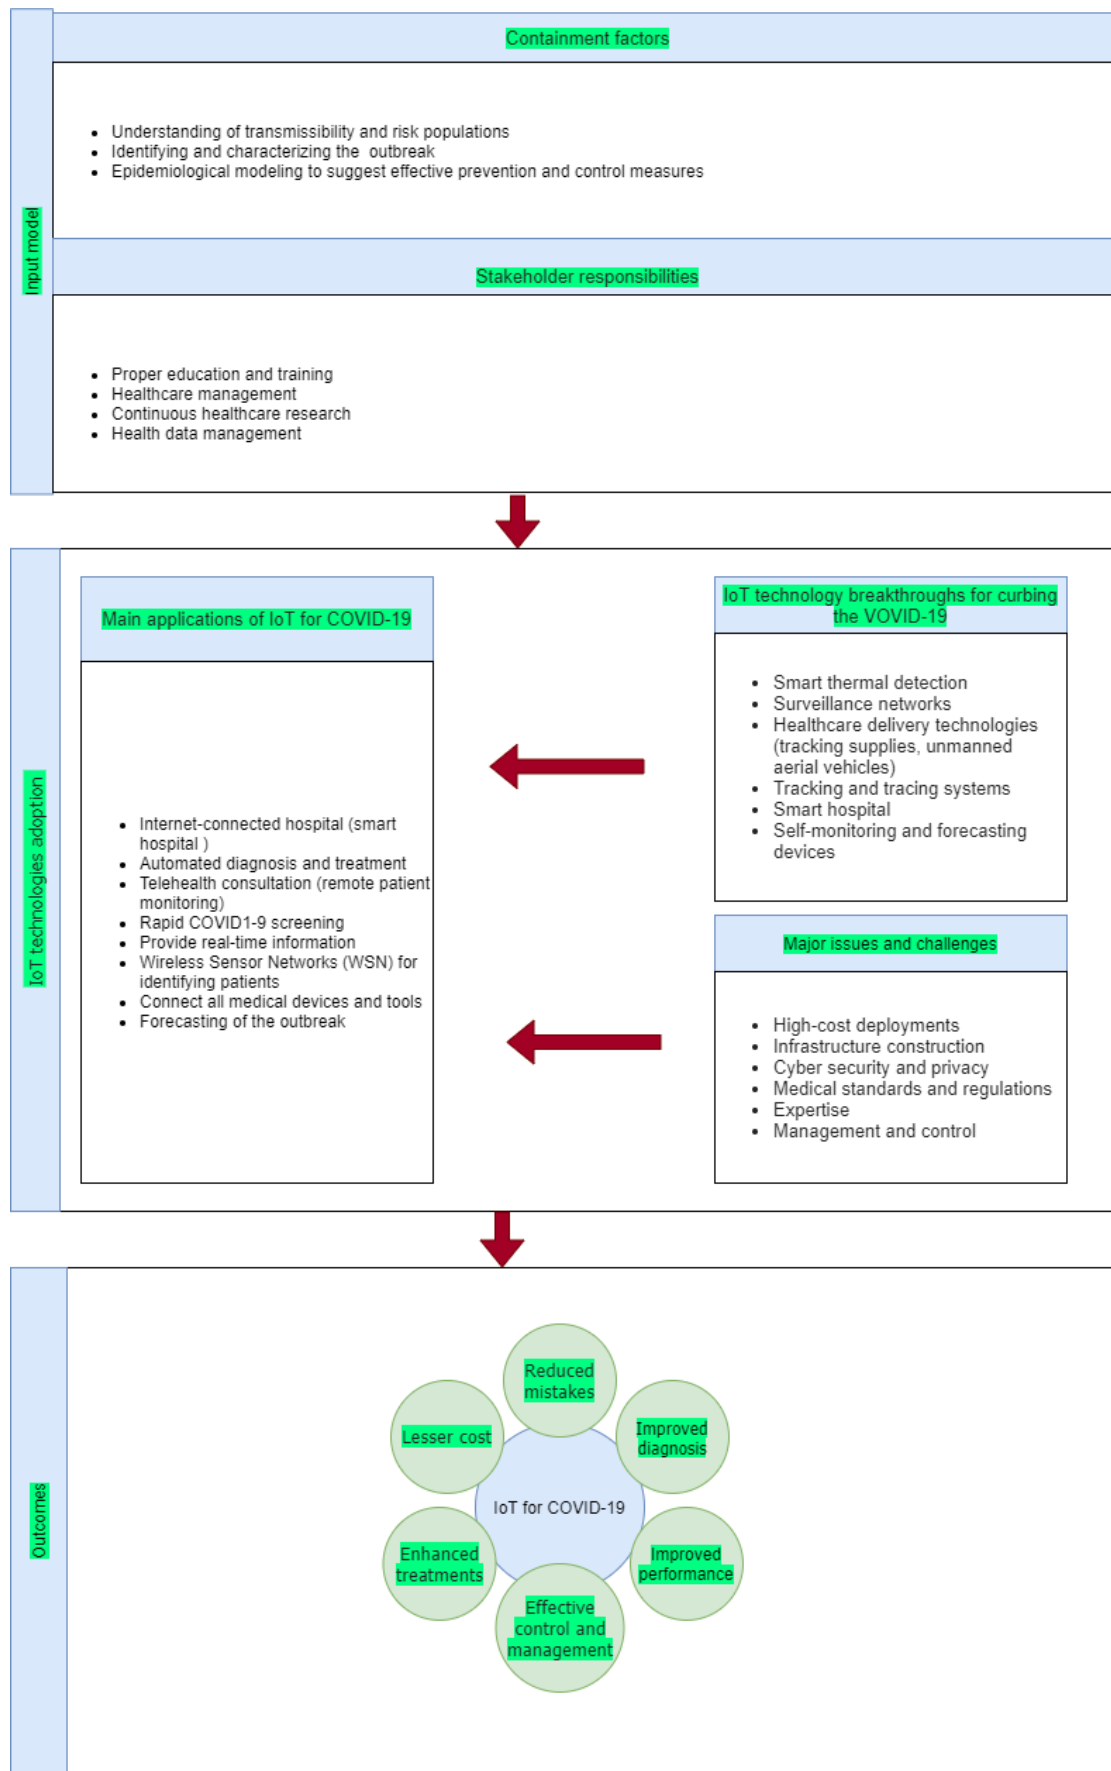 Input model
Containment factors
• Understanding of transmissibility and risk populations
• Identifying and characterizing the outbreak
• Epidemiological modeling to suggest effective prevention and control measures
Stakeholder responsibilities
• Proper education and training
• Healthcare management
• Continuous healthcare research
• Health data management
IoT technologies adoption
Main applications of IoT for COVID-19
• Internet-connected hospital (smart
hospital )
• Automated diagnosis and treatment
• Telehealth consultation (remote patient
monitoring)
• Rapid COVID1-9 screening
• Provide real-time information
• Wireless Sensor Networks (WSN) for
identifying patients
• Connect all medical devices and tools
• Forecasting of the outbreak
IoT technology breakthroughs for curbing
the VOVID-19
• Smart thermal detection
• Surveillance networks
• Healthcare delivery technologies
(tracking supplies, unmanned
aerial vehicles)
• Tracking and tracing systems
• Smart hospital
• Self-monitoring and forecasting
devices
Major issues and challenges
• High-cost deployments
• Infrastructure construction
• Cyber security and privacy
• Medical standards and regulations
• Expertise
• Management and control
Outcomes
Reduced
mistakes
Lesser cost
Improved
diagnosis
IoT for COVID-19
Enhanced
treatments
Improved
performance
Effective
control and
management